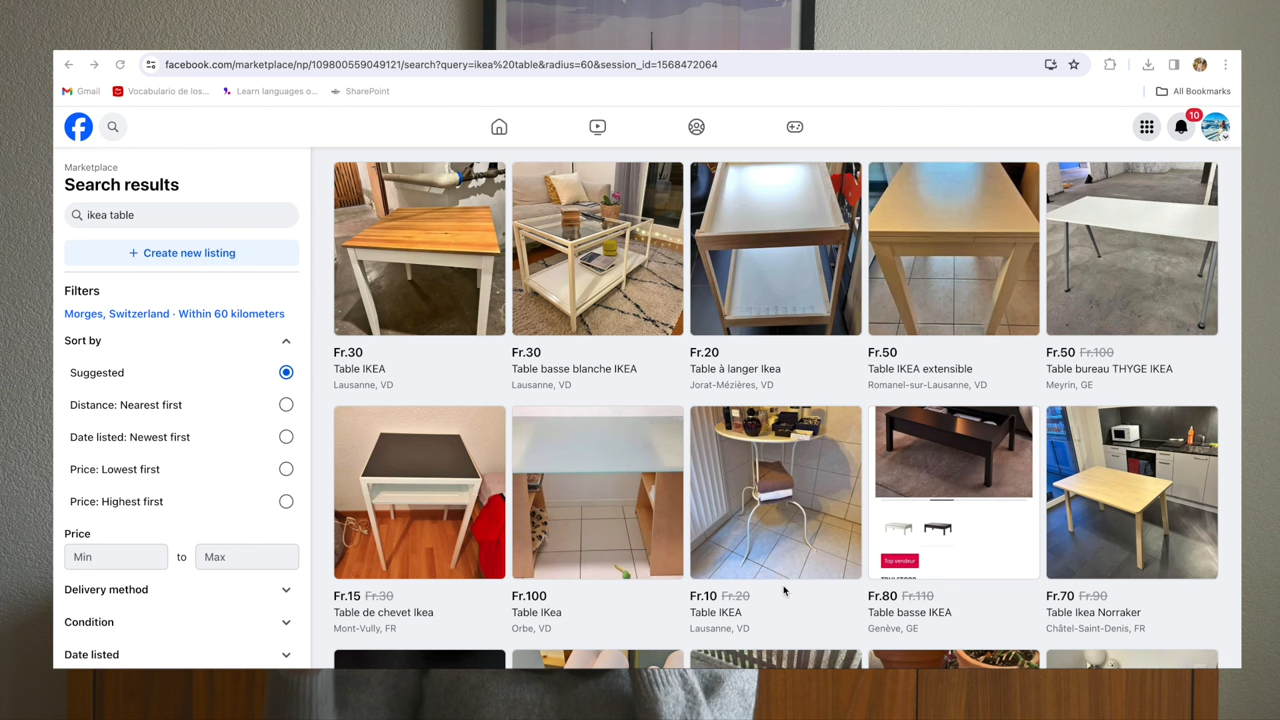 facebook.com/marketplace/np/109800559049121/search?query=ikea%20table&radius=60&session_id=1568472064
Gmail
Vocabulario de los...
Learn languages o...
SharePoint
All Bookmarks
10
Marketplace
Search results
ikea table
+ Create new listing
Filters
Morges, Switzerland · Within 60 kilometers
Sort by
Suggested
Distance: Nearest first
Date listed: Newest first
Price: Lowest first
Price: Highest first
Price
Min to Max
Delivery method
Condition
Date listed
Fr.30
Table IKEA
Lausanne, VD
Fr.30
Table basse blanche IKEA
Lausanne, VD
Fr.20
Table à langer Ikea
Jorat-Mézières, VD
Fr.50
Table IKEA extensible
Romanel-sur-Lausanne, VD
Fr.50 Fr.100
Table bureau THYGE IKEA
Meyrin, GE
Fr.15 Fr.30
Table de chevet Ikea
Mont-Vully, FR
Fr.100
Table IKea
Orbe, VD
Fr.10 Fr.20
Table IKEA
Lausanne, VD
Top vendeur
Fr.80 Fr.110
Table basse IKEA
Genève, GE
Fr.70 Fr.90
Table Ikea Norraker
Châtel-Saint-Denis, FR